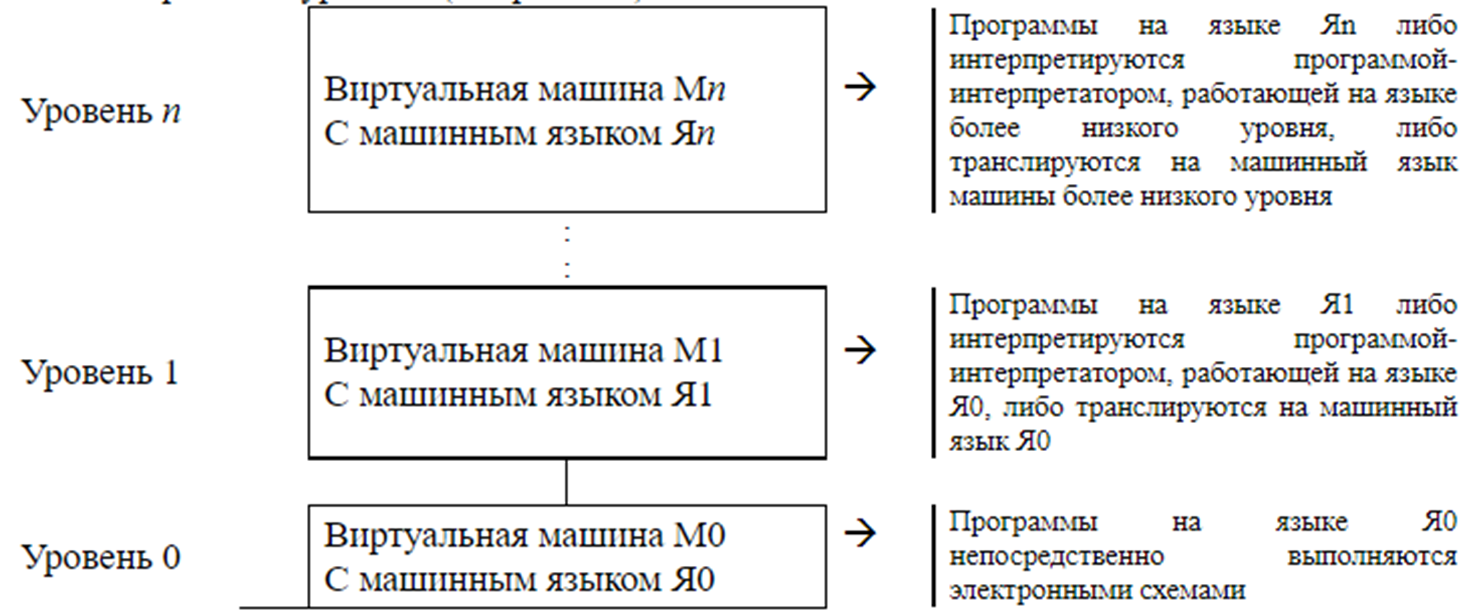 Уровень n
Виртуальная машина Мn
С машинным языком Яn
→
Программы на языке Яn либо
интерпретируются программой-
интерпретатором, работающей на языке
более низкого уровня, либо
транслируются на машинный язык
машины более низкого уровня
Уровень 1
Виртуальная машина М1
С машинным языком Я1
→
Программы на языке Я1 либо
интерпретируются программой-
интерпретатором, работающей на языке
Я0, либо транслируются на машинный
язык Я0
Уровень 0
Виртуальная машина М0
С машинным языком Я0
→
Программы на языке Я0
непосредственно выполняются
электронными схемами